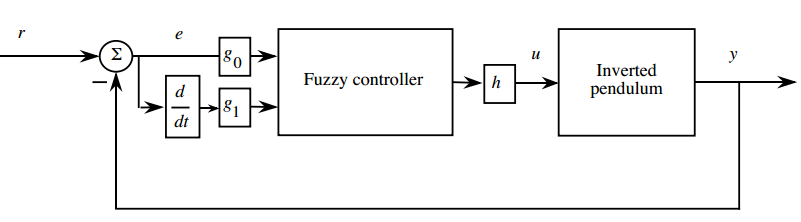 r
Σ
e
g0
d
dt
g1
Fuzzy controller
h
u
Inverted
pendulum
y
—